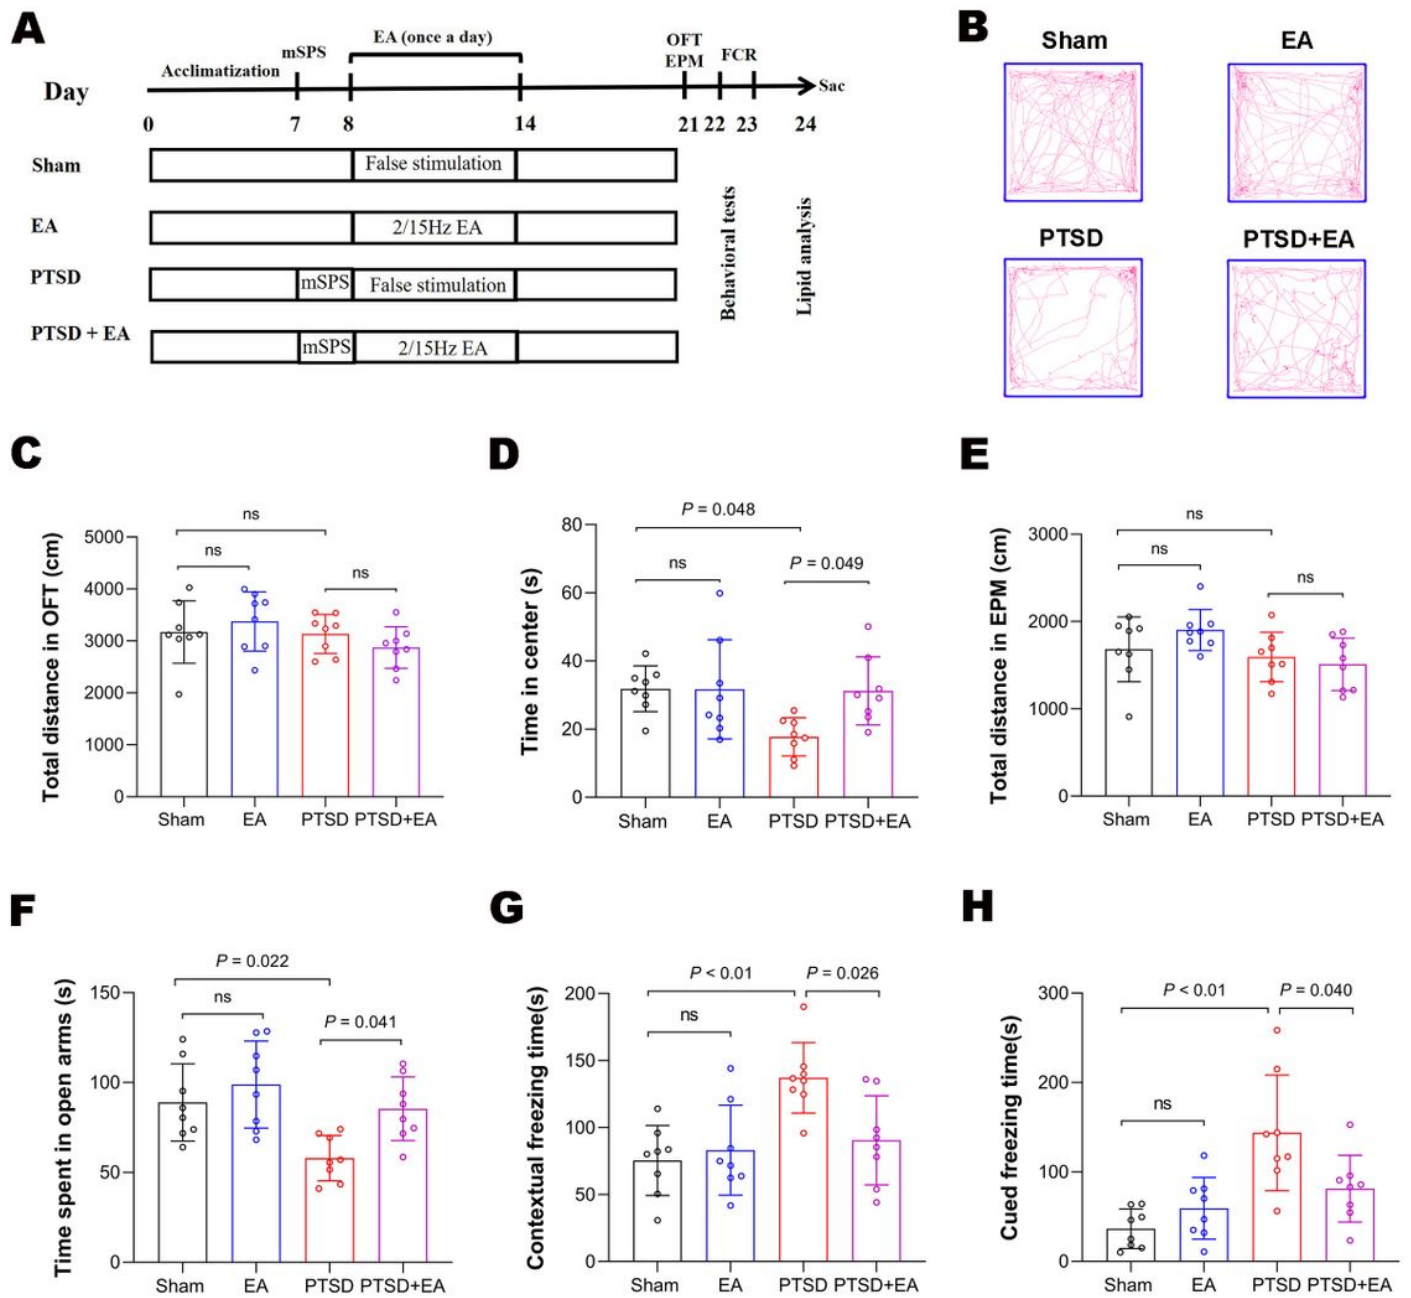 A
mSPS
EA (once a day)
OFT
EPM
FCR
Acclimatization
Day
Sac
0 7 8 14 21 22 23 24
Sham
False stimulation
EA
2/15Hz EA
PTSD
mSPS
False stimulation
PTSD + EA
mSPS
2/15Hz EA
Behavioral tests
Lipid analysis
B
Sham
EA
PTSD
PTSD+EA
C
Total distance in OFT (cm)
5000
4000
3000
2000
1000
0
ns
ns
ns
Sham EA PTSD PTSD+EA
D
Time in center (s)
80
60
40
20
0
P = 0.048
ns
P = 0.049
Sham EA PTSD PTSD+EA
E
Total distance in EPM (cm)
3000
2000
1000
0
ns
ns
ns
Sham EA PTSD PTSD+EA
F
Time spent in open arms (s)
150
100
50
0
P = 0.022
ns
P = 0.041
Sham EA PTSD PTSD+EA
G
Contextual freezing time(s)
200
150
100
50
0
P < 0.01
P = 0.026
ns
Sham EA PTSD PTSD+EA
H
Cued freezing time(s)
300
200
100
0
P < 0.01
P = 0.040
ns
Sham EA PTSD PTSD+EA